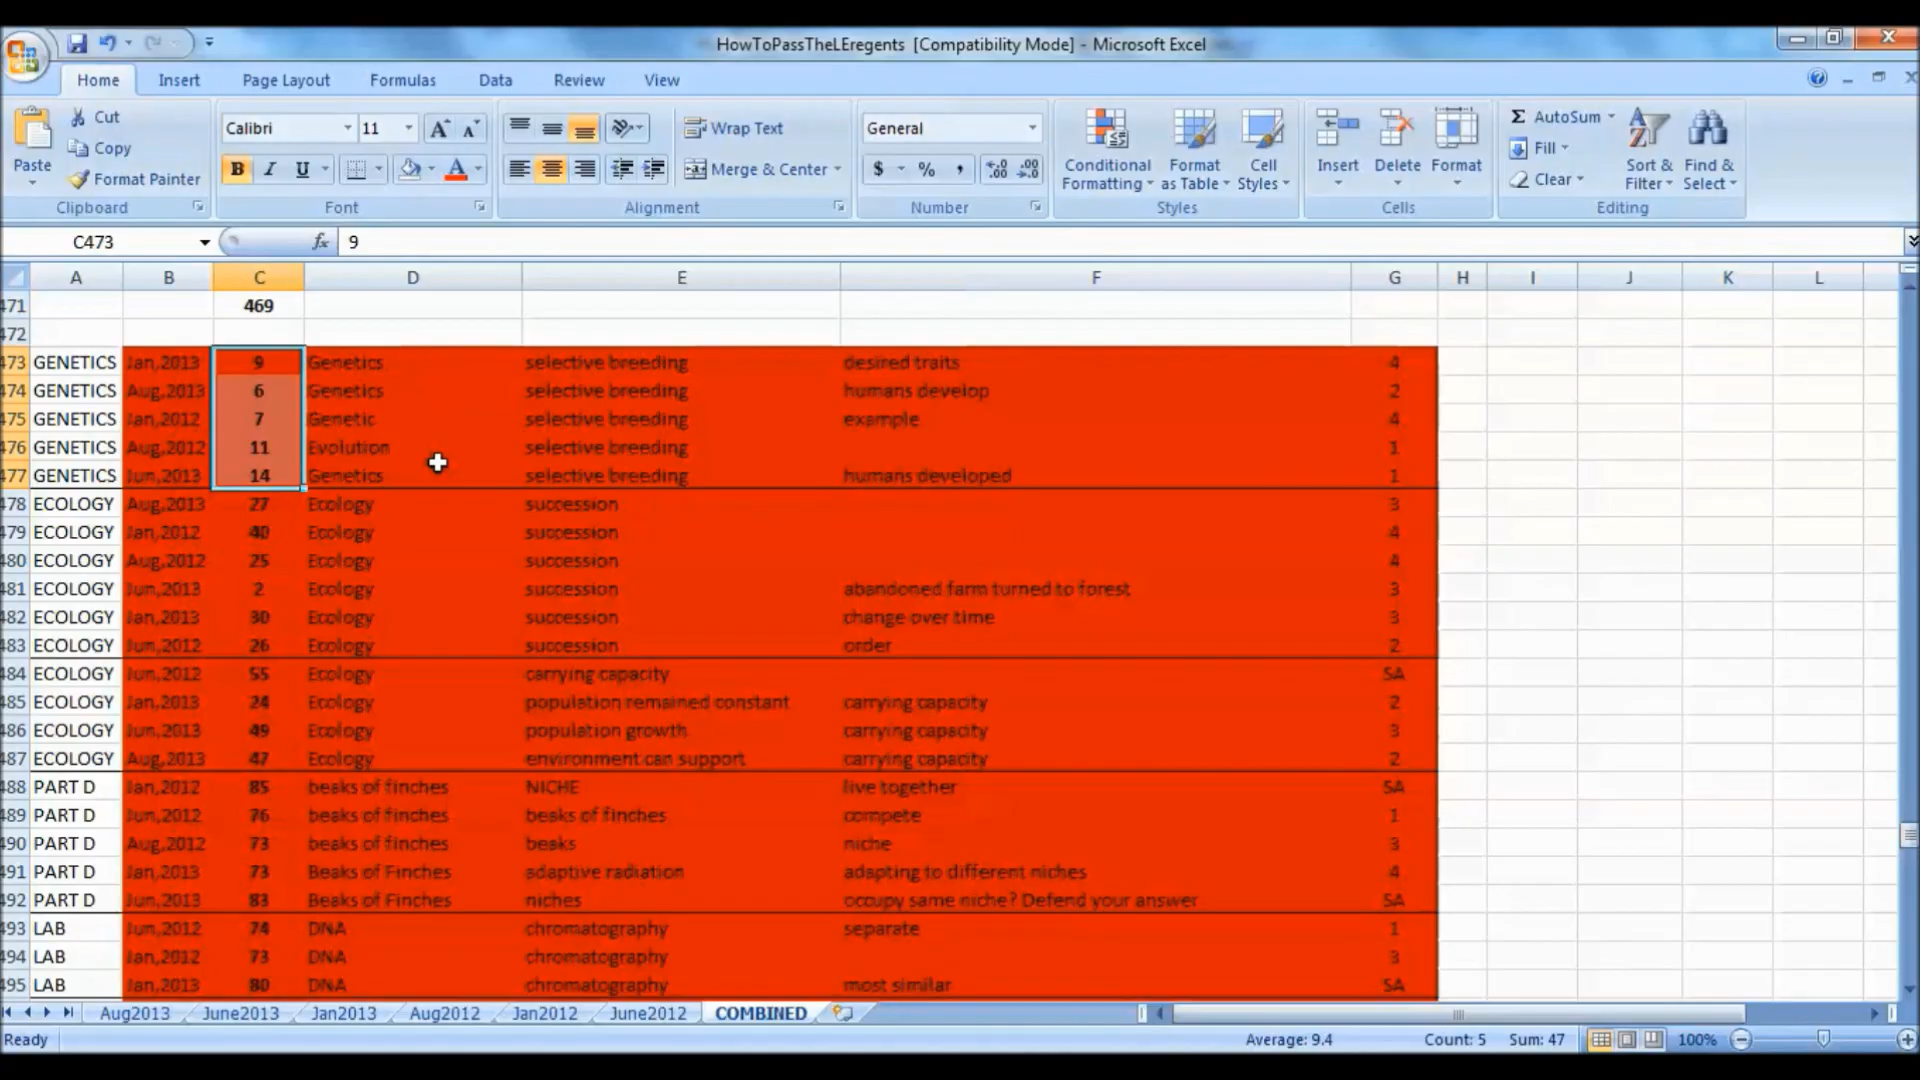 HowToPassTheLEregents [Compatibility Mode] - Microsoft Excel
Home Insert Page Layout Formulas Data Review View
Cut Calibri 11 Wrap Text General AutoSum
Copy Fill
Paste Format Painter B I U Merge & Center $ % , Conditional Formatting Format as Table Cell Styles Insert Delete Format Clear Sort & Filter Find & Select
Clipboard Font Alignment Number Styles Cells Editing
C473 fx 9
A B C D E F G H I J K L
471 469
472
473 GENETICS Jan,2013 9 Genetics selective breeding desired traits 4
474 GENETICS Aug,2013 6 Genetics selective breeding humans develop 2
475 GENETICS Jan,2012 7 Genetic selective breeding example 4
476 GENETICS Aug,2012 11 Evolution selective breeding 1
477 GENETICS Jun,2013 14 Genetics selective breeding humans developed 1
478 ECOLOGY Aug,2013 27 Ecology succession 3
479 ECOLOGY Jan,2012 40 Ecology succession 4
480 ECOLOGY Aug,2012 25 Ecology succession 4
481 ECOLOGY Jun,2013 2 Ecology succession abandoned farm turned to forest 3
482 ECOLOGY Jan,2013 30 Ecology succession change over time 3
483 ECOLOGY Jun,2012 26 Ecology succession order 2
484 ECOLOGY Jun,2012 55 Ecology carrying capacity SA
485 ECOLOGY Jan,2013 24 Ecology population remained constant carrying capacity 2
486 ECOLOGY Jun,2013 49 Ecology population growth carrying capacity 3
487 ECOLOGY Aug,2013 47 Ecology environment can support carrying capacity 2
488 PART D Jan,2012 85 beaks of finches NICHE live together SA
489 PART D Jun,2012 76 beaks of finches beaks of finches compete 1
490 PART D Aug,2012 73 beaks of finches beaks niche 3
491 PART D Jan,2013 73 Beaks of Finches adaptive radiation adapting to different niches 4
492 PART D Jun,2013 83 Beaks of Finches niches occupy same niche? Defend your answer SA
493 LAB Jun,2012 74 DNA chromatography separate 1
494 LAB Jan,2012 73 DNA chromatography 3
495 LAB Jan,2013 80 DNA chromatography most similar SA
Aug2013 June2013 Jan2013 Aug2012 Jan2012 June2012 COMBINED
Ready Average: 9.4 Count: 5 Sum: 47 100%